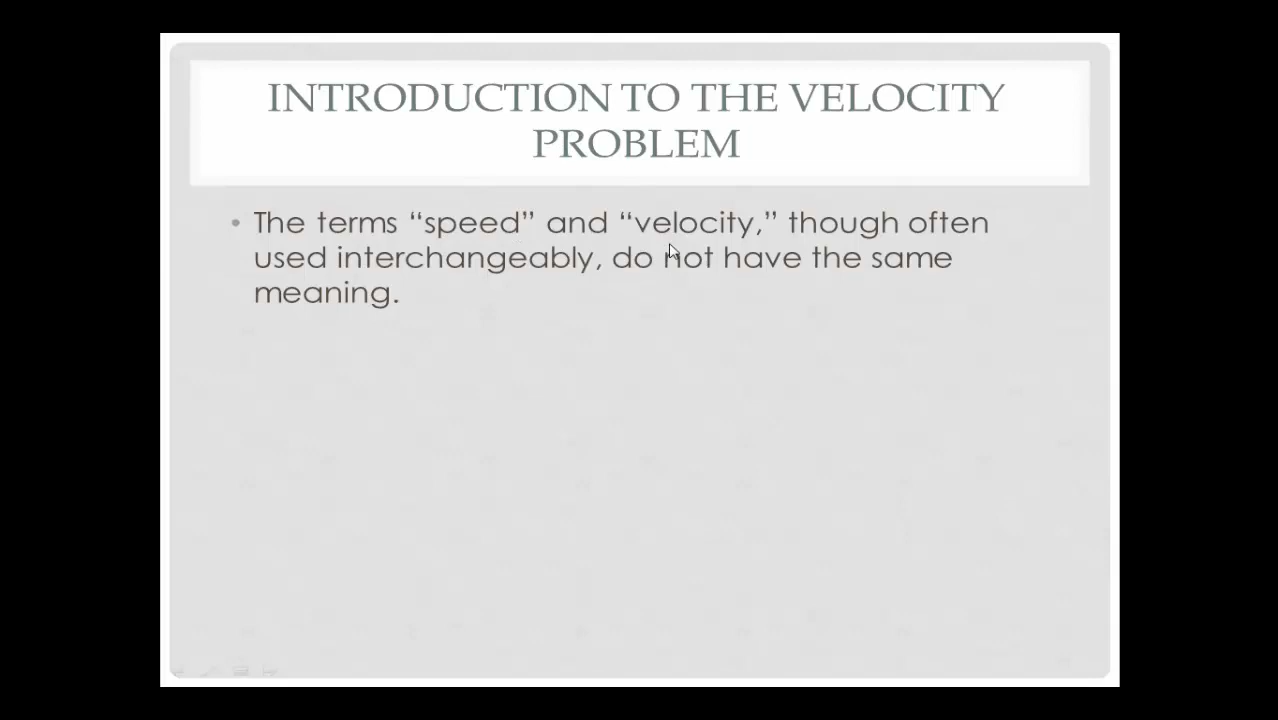 INTRODUCTION TO THE VELOCITY
PROBLEM
• The terms “speed” and “velocity,” though often
used interchangeably, do not have the same
meaning.